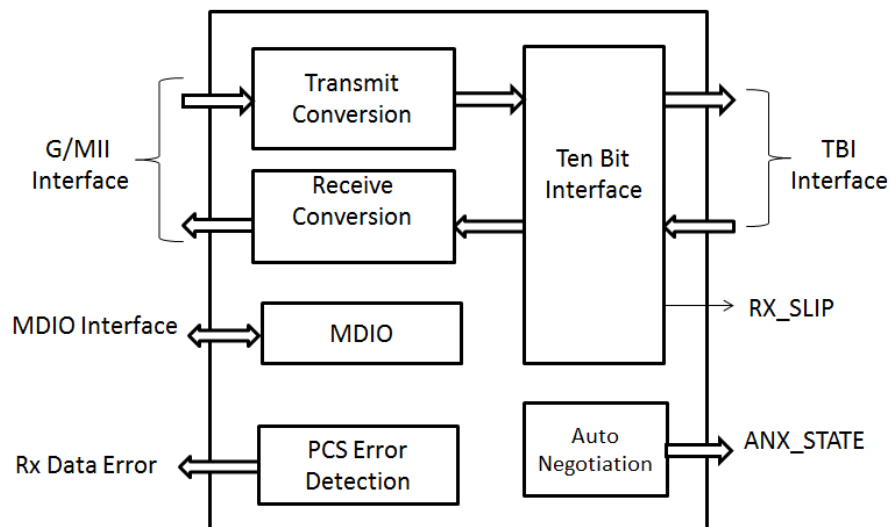 Transmit
Conversion
G/MII
Interface
Receive
Conversion
Ten Bit
Interface
TBI
Interface
RX_SLIP
MDIO Interface
MDIO
Rx Data Error
PCS Error
Detection
Auto
Negotiation
ANX_STATE